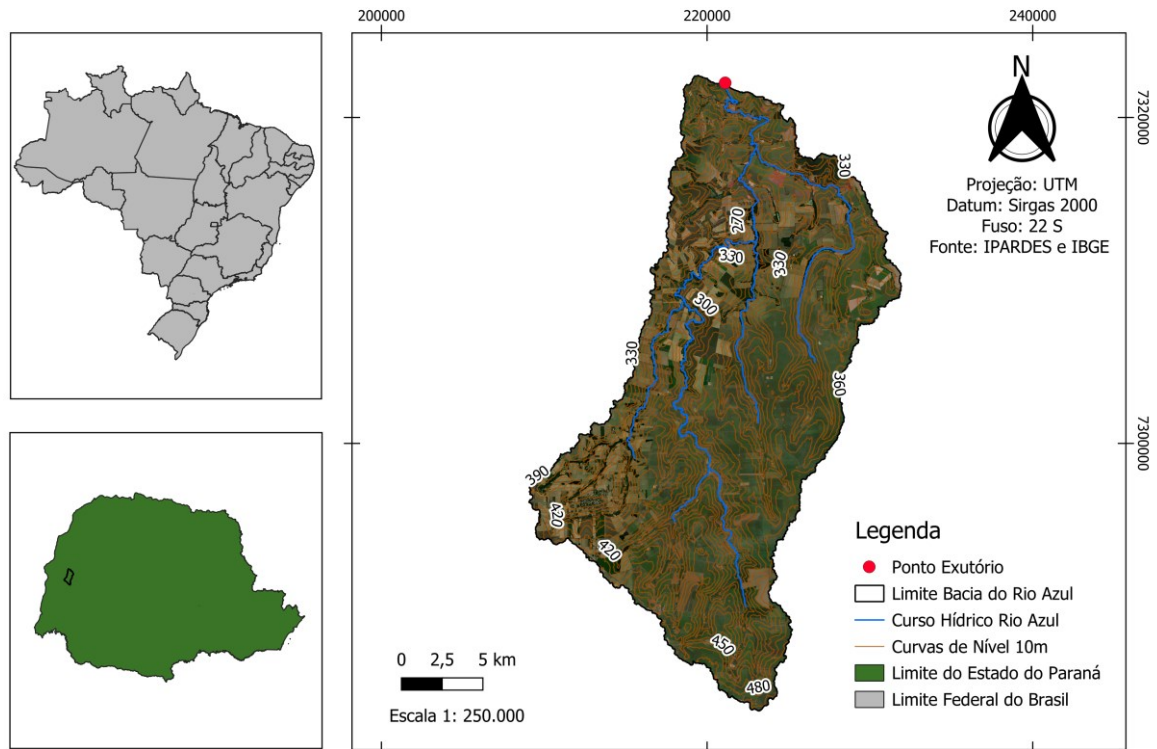 200000
220000
240000
7320000
7300000
N
Projeção: UTM
Datum: Sirgas 2000
Fuso: 22 S
Fonte: IPARDES e IBGE
330
270
330
330
300
330
360
390
420
420
450
480
0 2,5 5 km
Escala 1: 250.000
Legenda
Ponto Exutório
Limite Bacia do Rio Azul
Curso Hídrico Rio Azul
Curvas de Nível 10m
Limite do Estado do Paraná
Limite Federal do Brasil